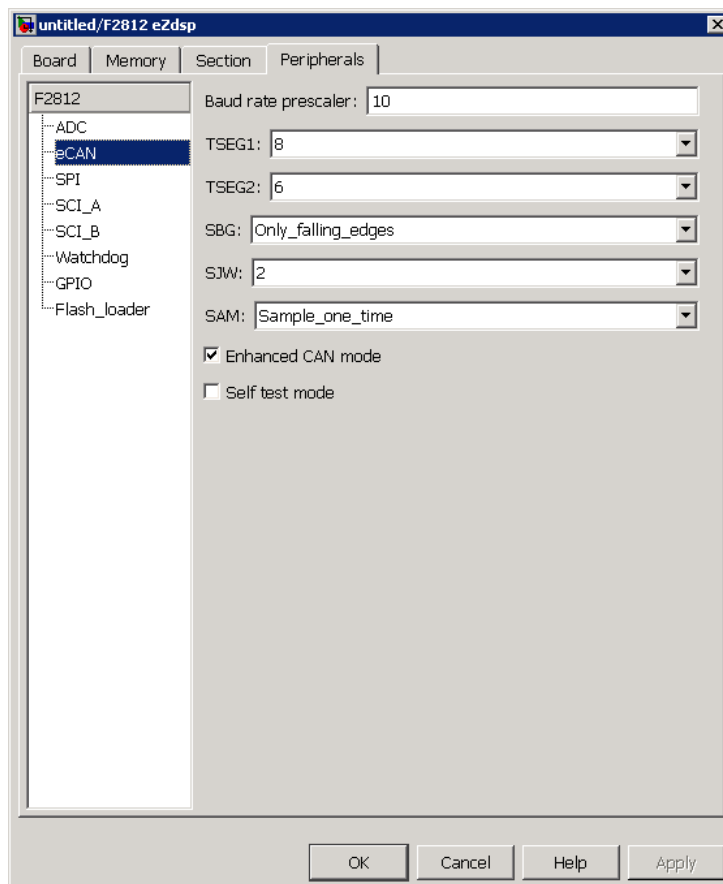 untitled/F2812 eZdsp
Board Memory Section Peripherals
F2812
ADC
eCAN
SPI
SCI_A
SCI_B
Watchdog
GPIO
Flash_loader
Baud rate prescaler: 10
TSEG1: 8
TSEG2: 6
SBG: Only_falling_edges
SJW: 2
SAM: Sample_one_time
Enhanced CAN mode
Self test mode
OK Cancel Help Apply